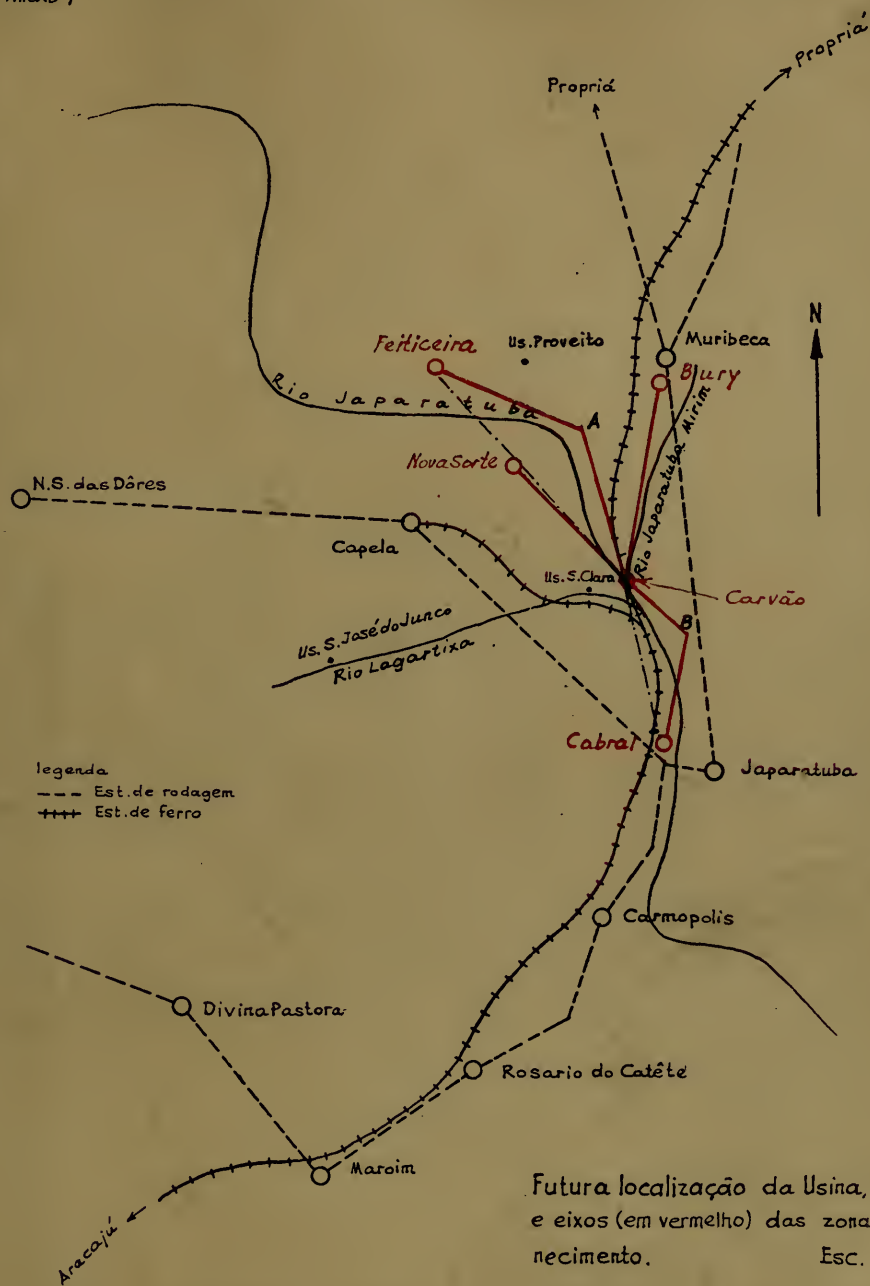 Propriá
Propriá
N
Feiticeira
Us. Proveito
Muribeca
Bury
Rio Japaratuba
A
Rio Japaratuba Mirim
Nova Sorte
N.S. das Dôres
Capela
Us. S. Clara
Carvão
Us. S. José do Junco
Rio Lagartixa
B
Cabral
Japaratuba
legenda
Est. de rodagem
Est. de ferro
Carmopolis
Divina Pastora
Rosario do Catête
Maroim
Aracajú
Futura localização da Usina,
e eixos (em vermelho) das zona
necimento. Esc.